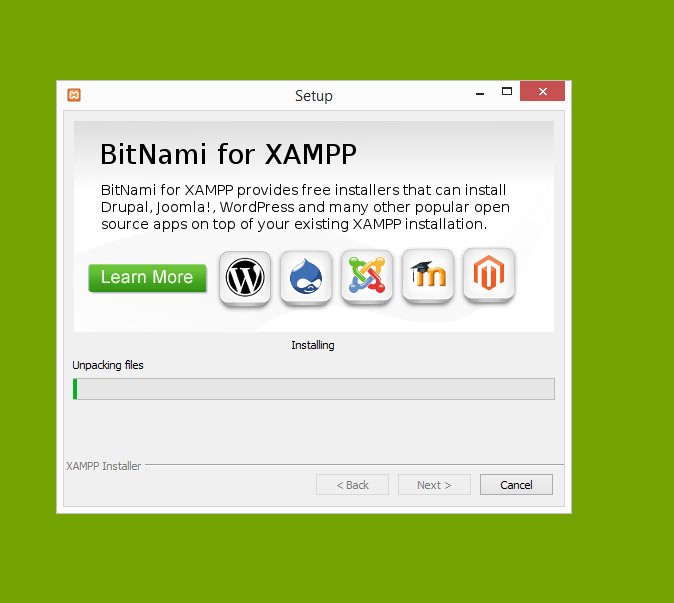 Setup
BitNami for XAMPP
BitNami for XAMPP provides free installers that can install
Drupal, Joomla!, WordPress and many other popular open
source apps on top of your existing XAMPP installation.
Learn More
Installing
Unpacking files
XAMPP Installer
< Back Next > Cancel